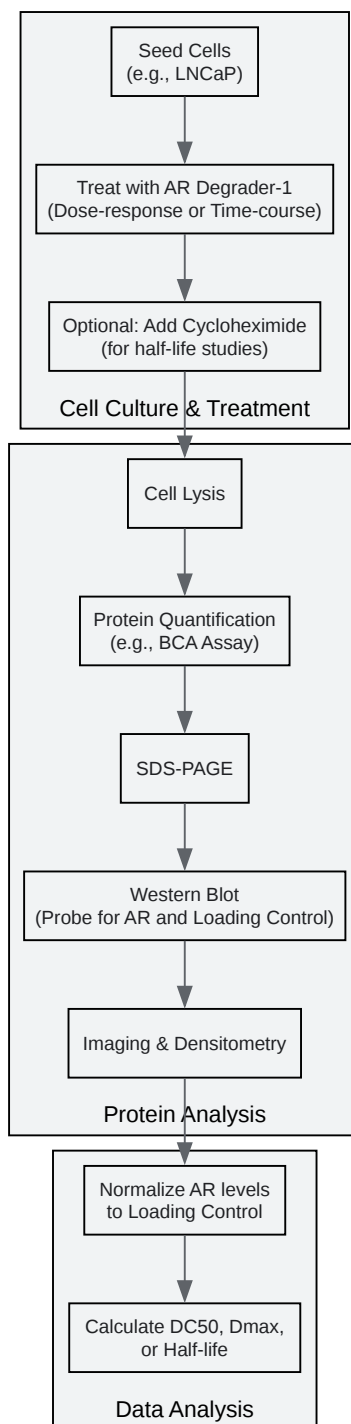 Seed Cells
(e.g., LNCaP)
Treat with AR Degrader-1
(Dose-response or Time-course)
Optional: Add Cycloheximide
(for half-life studies)
Cell Culture & Treatment
Cell Lysis
Protein Quantification
(e.g., BCA Assay)
SDS-PAGE
Western Blot
(Probe for AR and Loading Control)
Imaging & Densitometry
Protein Analysis
Normalize AR levels
to Loading Control
Calculate DC50, Dmax,
or Half-life
Data Analysis